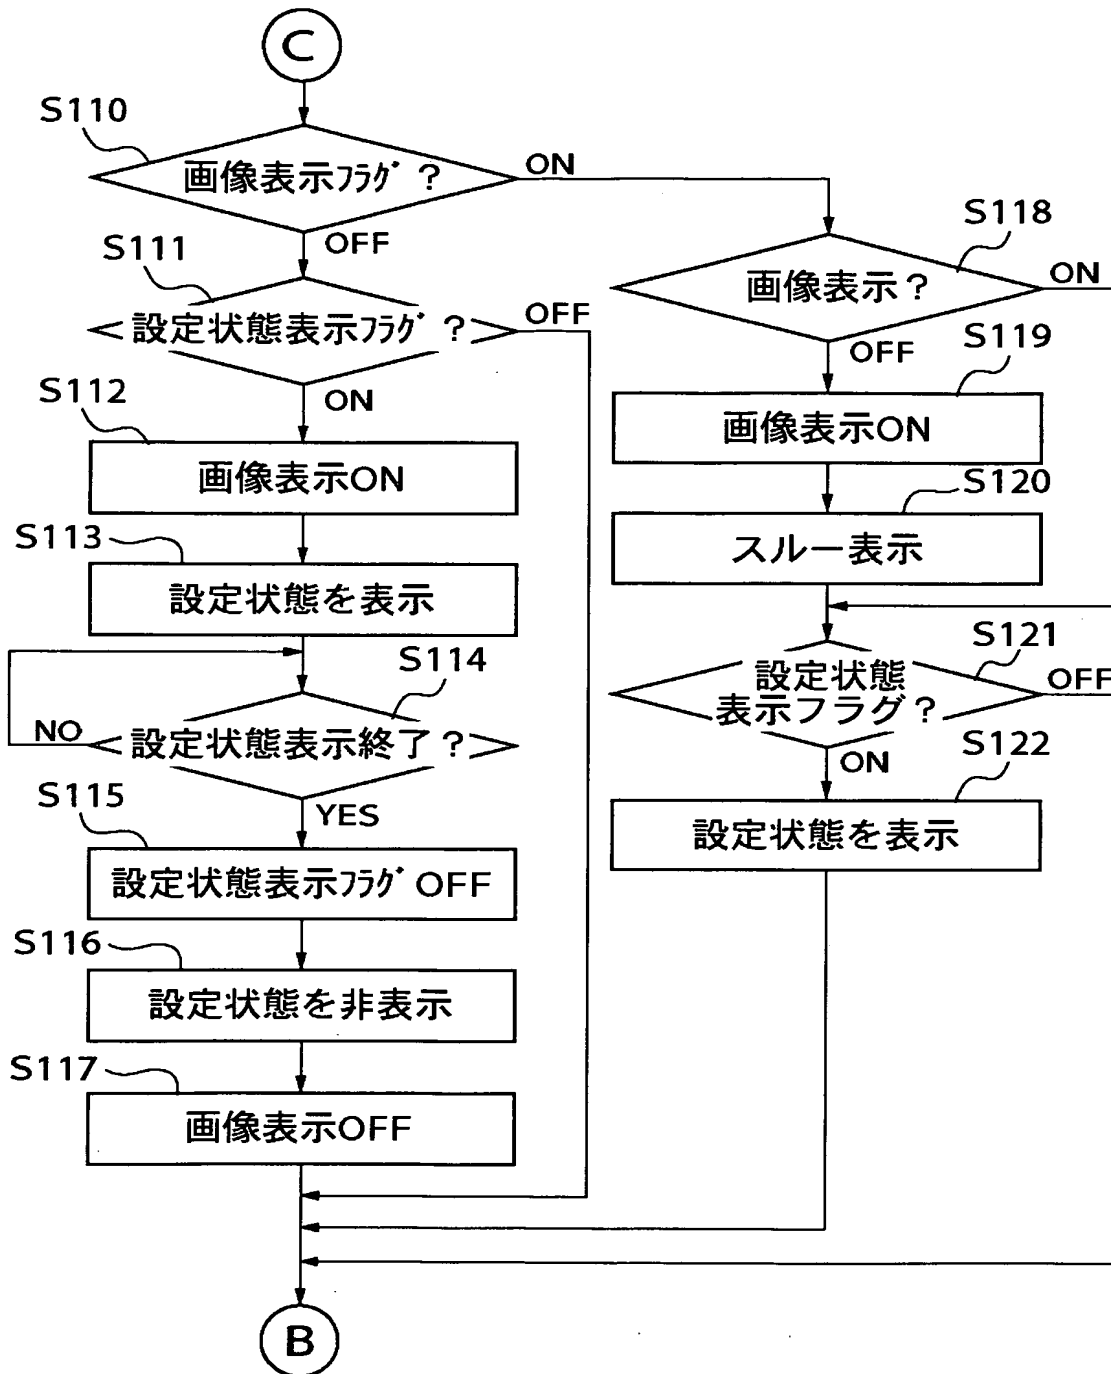 C
S110
画像表示フラグ?
ON
OFF
S111
設定状態表示フラグ?
OFF
ON
S112
画像表示ON
S113
設定状態を表示
S114
設定状態表示終了?
NO
YES
S115
設定状態表示フラグOFF
S116
設定状態を非表示
S117
画像表示OFF
S118
画像表示?
ON
OFF
S119
画像表示ON
S120
スルー表示
S121
設定状態
表示フラグ?
OFF
ON
S122
設定状態を表示
B